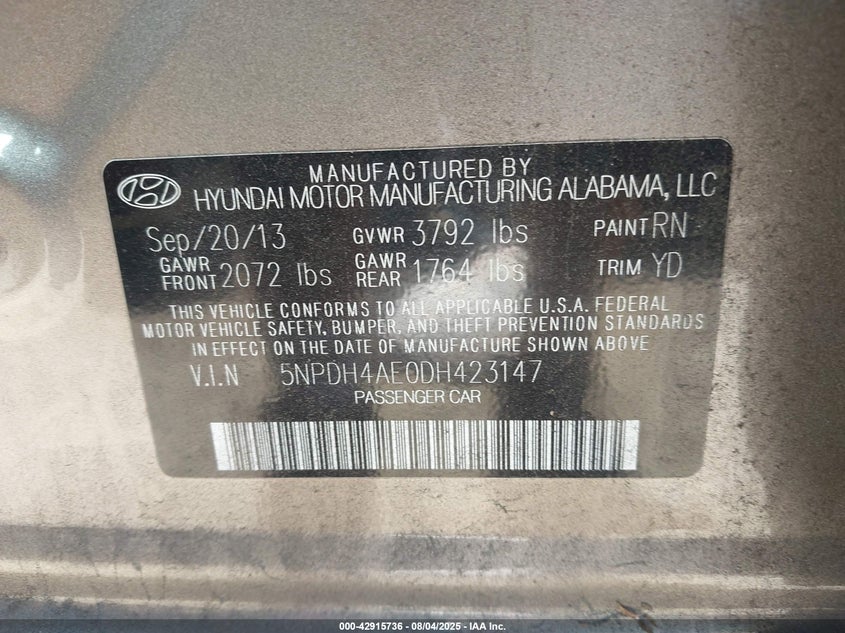 MANUFACTURED BY
HYUNDAI MOTOR MANUFACTURING ALABAMA, LLC
Sep/20/13 GVWR 3792 lbs PAINT RN
GAWR FRONT 2072 lbs GAWR REAR 1764 lbs TRIM YD
THIS VEHICLE CONFORMS TO ALL APPLICABLE U.S.A. FEDERAL
MOTOR VEHICLE SAFETY, BUMPER, AND THEFT PREVENTION STANDARDS
IN EFFECT ON THE DATE OF MANUFACTURE SHOWN ABOVE
V.I.N 5NPDH4AE0DH423147
PASSENGER CAR
000-42915736 - 08/04/2025 - IAA Inc.